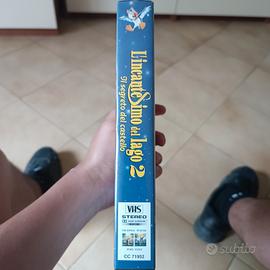 L'incanteSimo del lago 2
Il segreto del castello
VHS
STEREO
CC 71952
subito